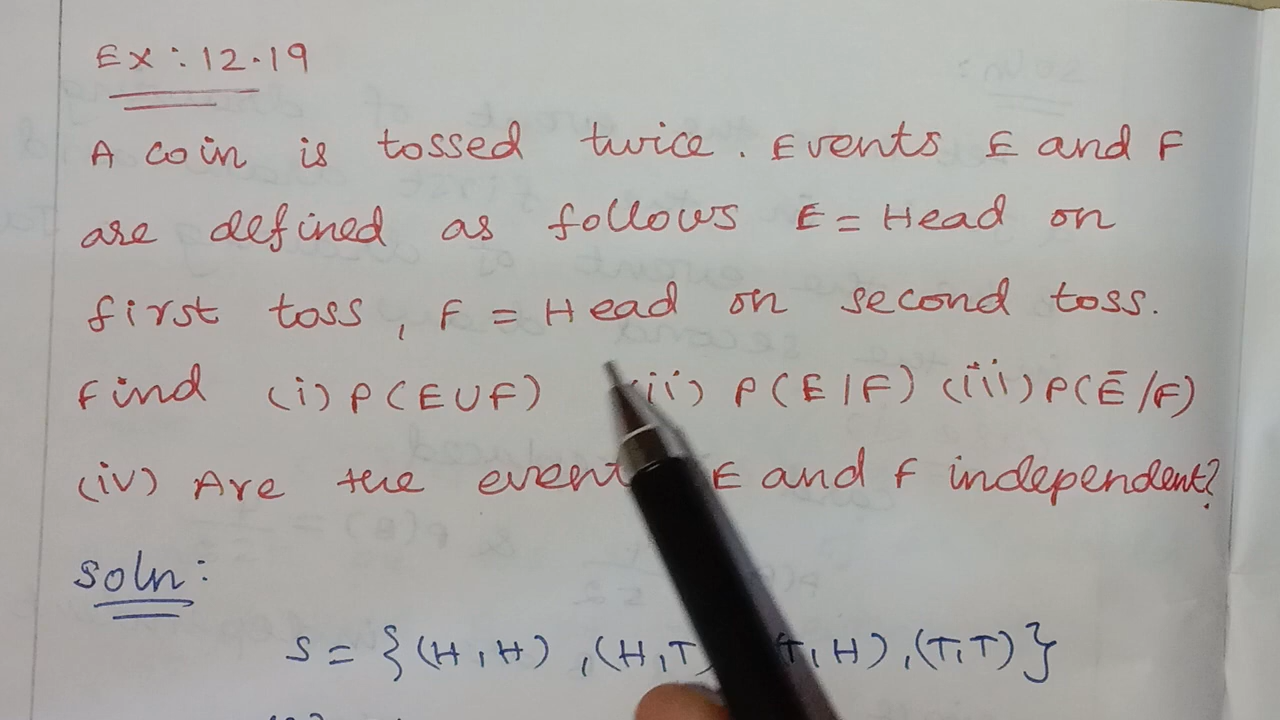 Ex : 12.19
A coin is tossed twice. Events E and F
are defined as follows E = Head on
first toss, F = Head on second toss.
Find (i) P(E∪F) (ii) P(E/F) (iii) P(Ē/F)
(iv) Are the event E and F independent?
Soln:
S = {(H,H), (H,T) T,H), (T,T)}